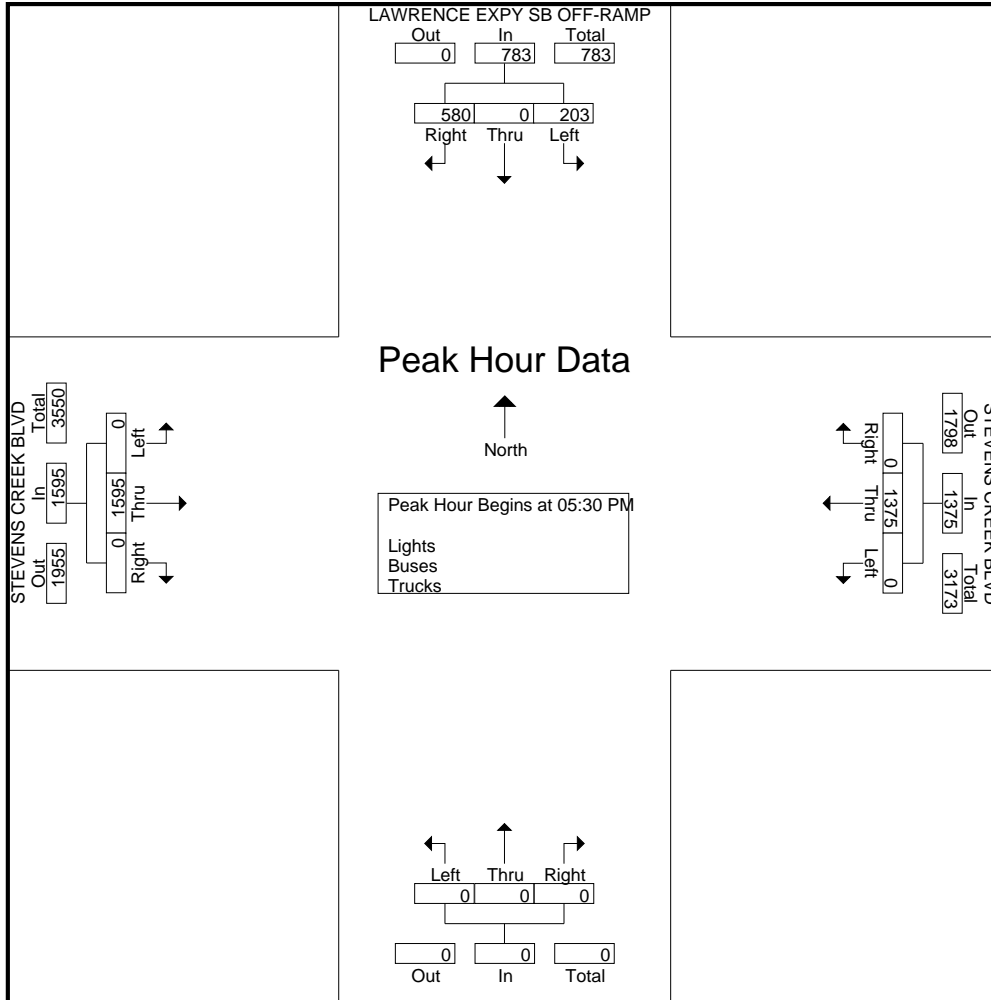 LAWRENCE EXPY SB OFF-RAMP
Out In Total
0 783 783
580 0 203
Right Thru Left
Peak Hour Data
North
Peak Hour Begins at 05:30 PM
Lights
Buses
Trucks
STEVENS CREEK BLVD
Out In Total
1955 1595 3550
0 1595 0
Left Thru Right
STEVENS CREEK BLVD
Out In Total
1798 1375 3173
0 1375 0
Right Thru Left
Left Thru Right
0 0 0
0 0 0
Out In Total